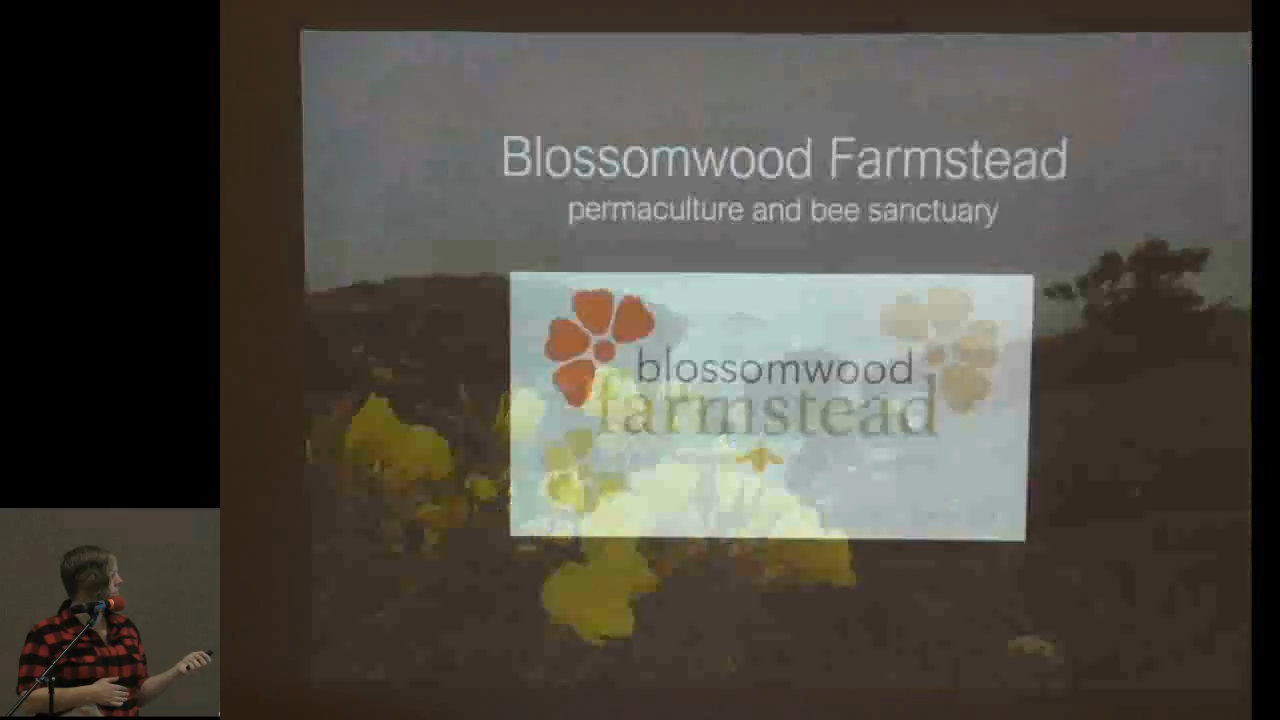 Blossomwood Farmstead
permaculture and bee sanctuary
blossomwood
farmstead